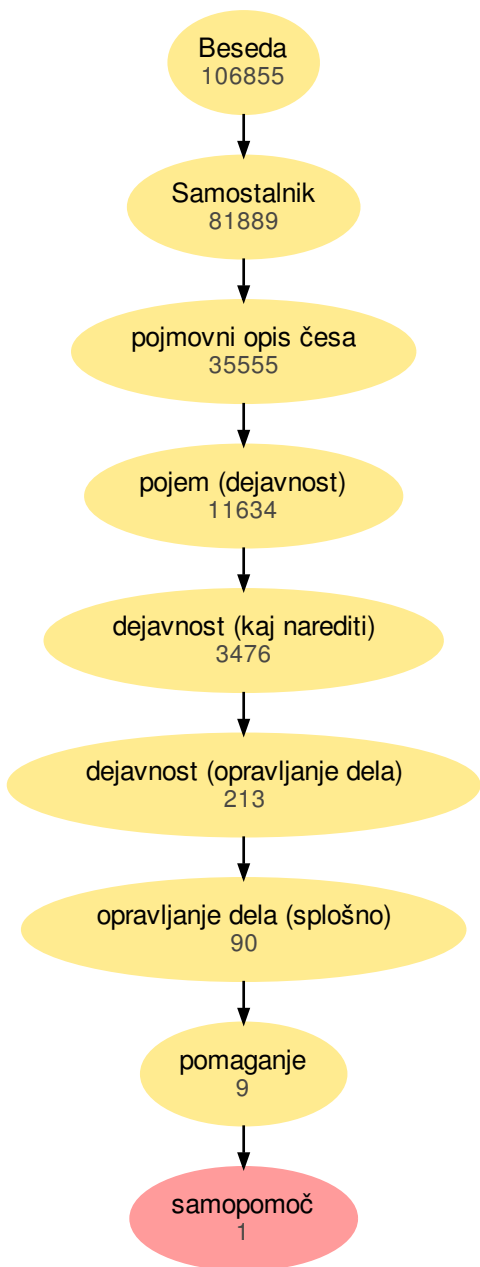 Beseda
106855
Samostalnik
81889
pojmovni opis česa
35555
pojem (dejavnost)
11634
dejavnost (kaj narediti)
3476
dejavnost (opravljanje dela)
213
opravljanje dela (splošno)
90
pomaganje
9
samopomoč
1